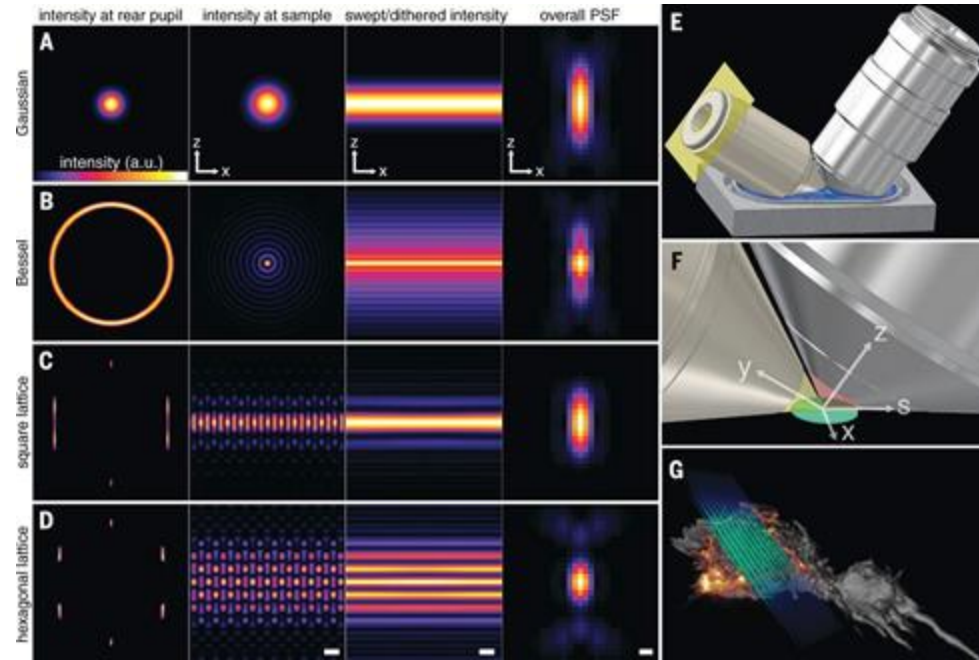 intensity at rear pupil
intensity at sample
swept/dithered intensity
overall PSF
Gaussian
A
intensity (a.u.)
z
x
z
x
z
x
Bessel
B
square lattice
C
hexagonal lattice
D
E
F
y
z
s
x
G